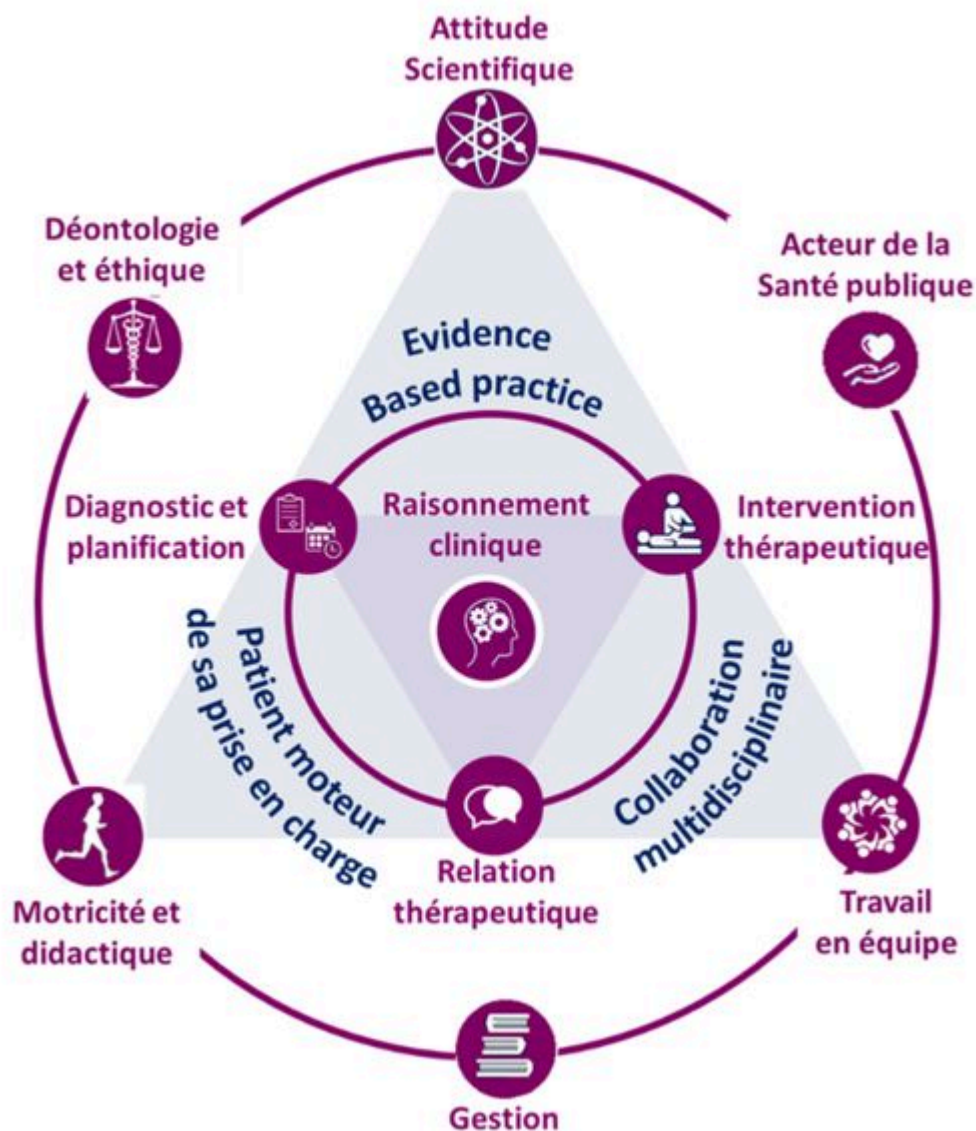 Attitude
Scientifique
Déontologie
et éthique
Acteur de la
Santé publique
Evidence
Based practice
Diagnostic et
planification
Raisonnement
clinique
Intervention
thérapeutique
Patient moteur
de sa prise en charge
Collaboration
multidisciplinaire
Relation
thérapeutique
Motricité et
didactique
Travail
en équipe
Gestion